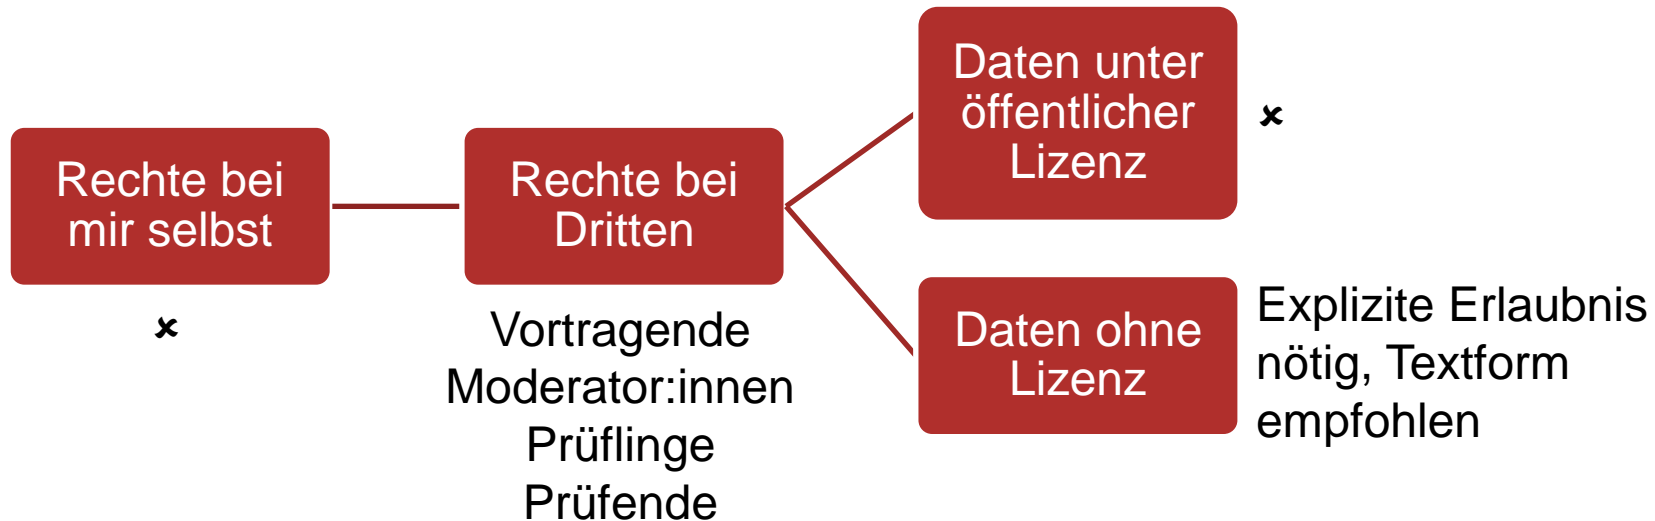 Rechte bei
mir selbst
✘
Rechte bei
Dritten
Vortragende
Moderator:innen
Prüflinge
Prüfende
Daten unter
öffentlicher
Lizenz
✘
Daten ohne
Lizenz
Explizite Erlaubnis
nötig, Textform
empfohlen